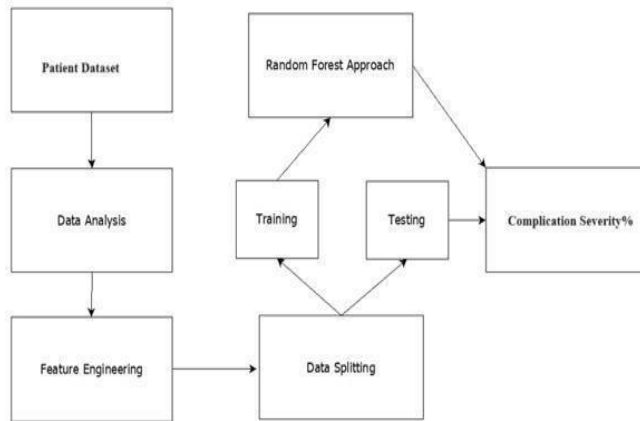 Patient Dataset
Random Forest Approach
Data Analysis
Training
Testing
Complication Severity%
Feature Engineering
Data Splitting